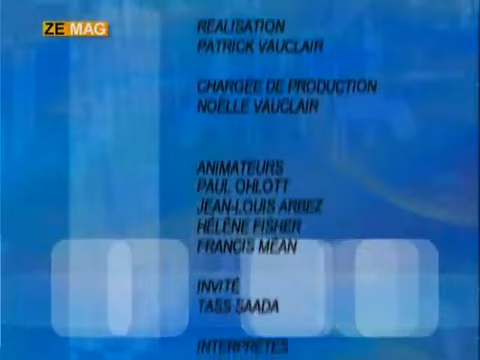 ZE MAG
RÉALISATION
PATRICK VAUCLAIR
CHARGÉE DE PRODUCTION
NOËLLE VAUCLAIR
ANIMATEURS
PAUL OHLOTT
JEAN-LOUIS ARBEZ
HÉLÈNE FISHER
FRANCIS MÉAN
INVITÉ
TASS SAADA
INTERPRÈTES